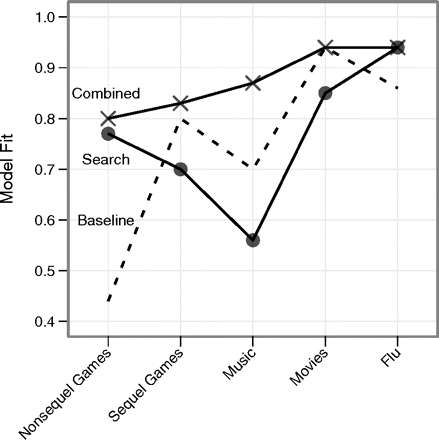 1.0
0.9
Combined
0.8
Search
0.7
Model Fit
Baseline
0.6
0.5
0.4
Nonsequel Games
Sequel Games
Music
Movies
Flu